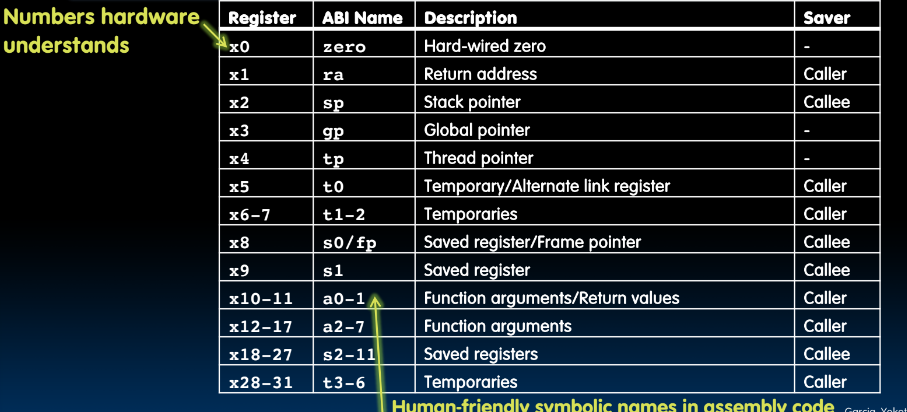 Numbers hardware understands
Register ABI Name Description Saver
x0 zero Hard-wired zero -
x1 ra Return address Caller
x2 sp Stack pointer Callee
x3 gp Global pointer -
x4 tp Thread pointer -
x5 t0 Temporary/Alternate link register Caller
x6-7 t1-2 Temporaries Caller
x8 s0/fp Saved register/Frame pointer Callee
x9 s1 Saved register Callee
x10-11 a0-1 Function arguments/Return values Caller
x12-17 a2-7 Function arguments Caller
x18-27 s2-11 Saved registers Callee
x28-31 t3-6 Temporaries Caller
Human-friendly symbolic names in assembly code